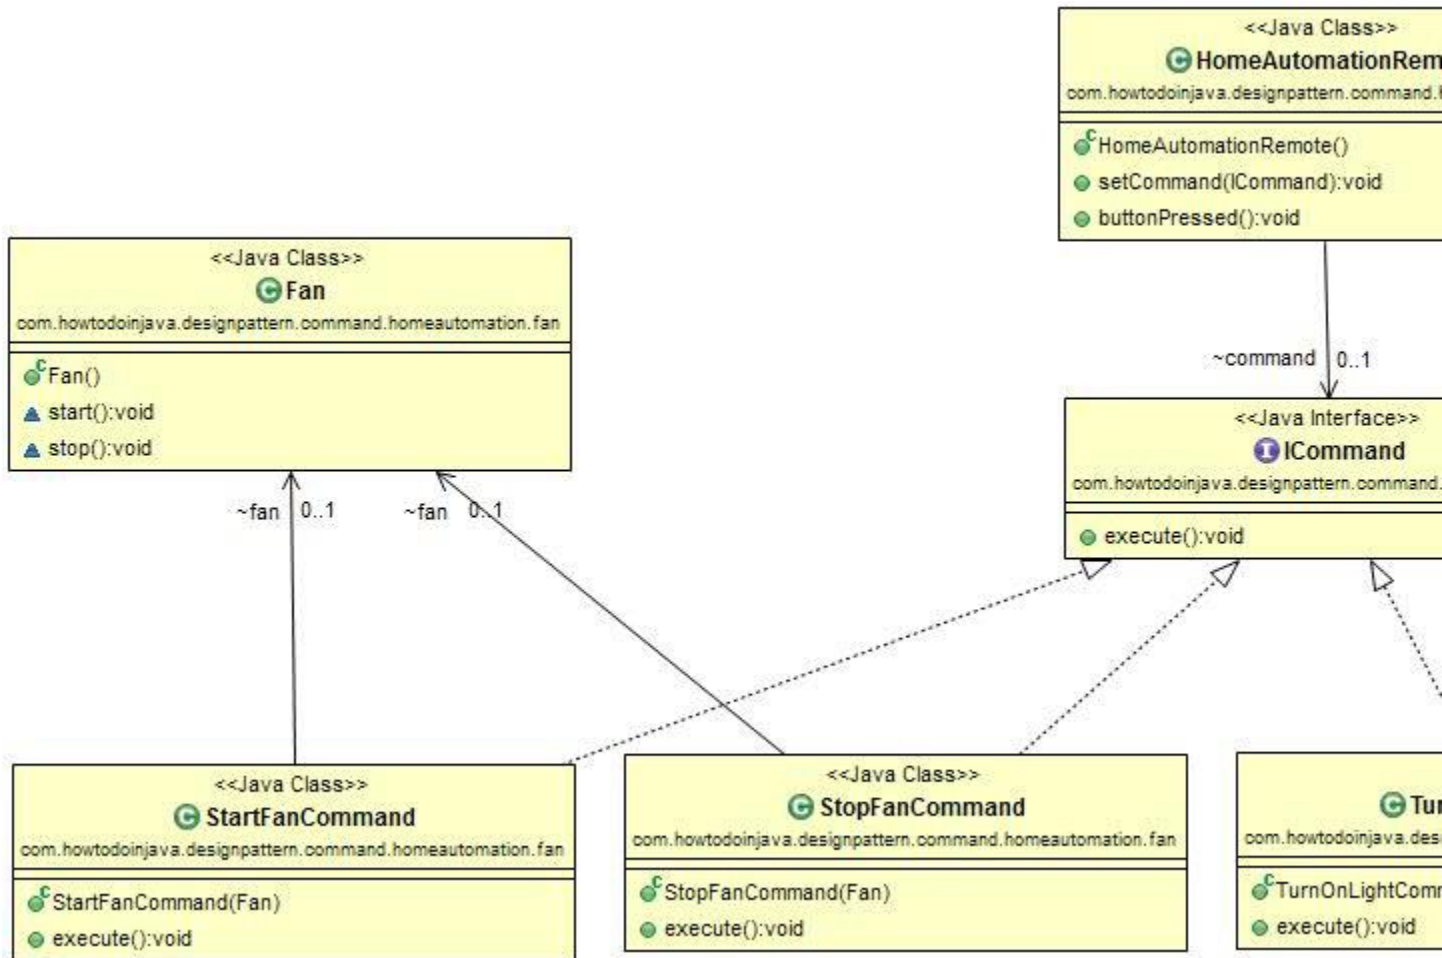 <<Java Class>>
HomeAutomationRem
com.howtodoinjava.designpattern.command.
HomeAutomationRemote()
setCommand(ICommand):void
buttonPressed():void
<<Java Class>>
Fan
com.howtodoinjava.designpattern.command.homeautomation.fan
Fan()
start():void
stop():void
~command 0..1
<<Java Interface>>
ICommand
com.howtodoinjava.designpattern.command.
execute():void
~fan 0..1 ~fan 0..1
<<Java Class>>
StartFanCommand
com.howtodoinjava.designpattern.command.homeautomation.fan
StartFanCommand(Fan)
execute():void
<<Java Class>>
StopFanCommand
com.howtodoinjava.designpattern.command.homeautomation.fan
StopFanCommand(Fan)
execute():void
Tur
com.howtodoinjava.des
TurnOnLightComm
execute():void